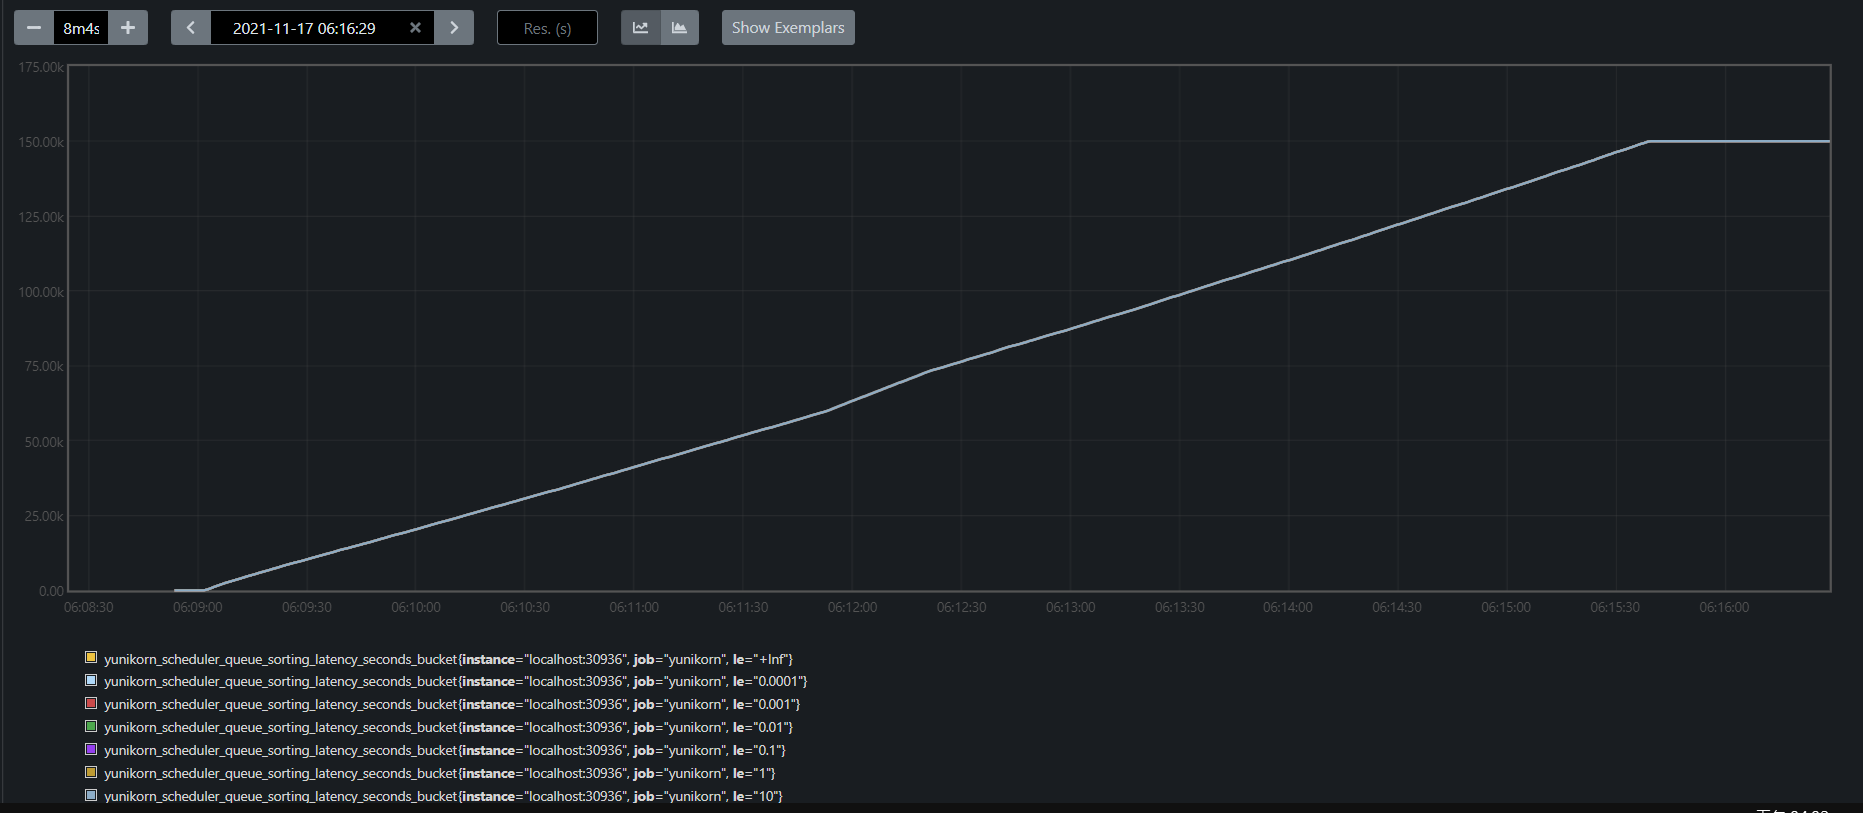 8m4s 2021-11-17 06:16:29 Res. (s) Show Exemplars
175.00k
150.00k
125.00k
100.00k
75.00k
50.00k
25.00k
0.00
06:08:30 06:09:00 06:09:30 06:10:00 06:10:30 06:11:00 06:11:30 06:12:00 06:12:30 06:13:00 06:13:30 06:14:00 06:14:30 06:15:00 06:15:30 06:16:00
yunikorn_scheduler_queue_sorting_latency_seconds_bucket{instance="localhost:30936", job="yunikorn", le="+Inf"}
yunikorn_scheduler_queue_sorting_latency_seconds_bucket{instance="localhost:30936", job="yunikorn", le="0.0001"}
yunikorn_scheduler_queue_sorting_latency_seconds_bucket{instance="localhost:30936", job="yunikorn", le="0.001"}
yunikorn_scheduler_queue_sorting_latency_seconds_bucket{instance="localhost:30936", job="yunikorn", le="0.01"}
yunikorn_scheduler_queue_sorting_latency_seconds_bucket{instance="localhost:30936", job="yunikorn", le="0.1"}
yunikorn_scheduler_queue_sorting_latency_seconds_bucket{instance="localhost:30936", job="yunikorn", le="1"}
yunikorn_scheduler_queue_sorting_latency_seconds_bucket{instance="localhost:30936", job="yunikorn", le="10"}